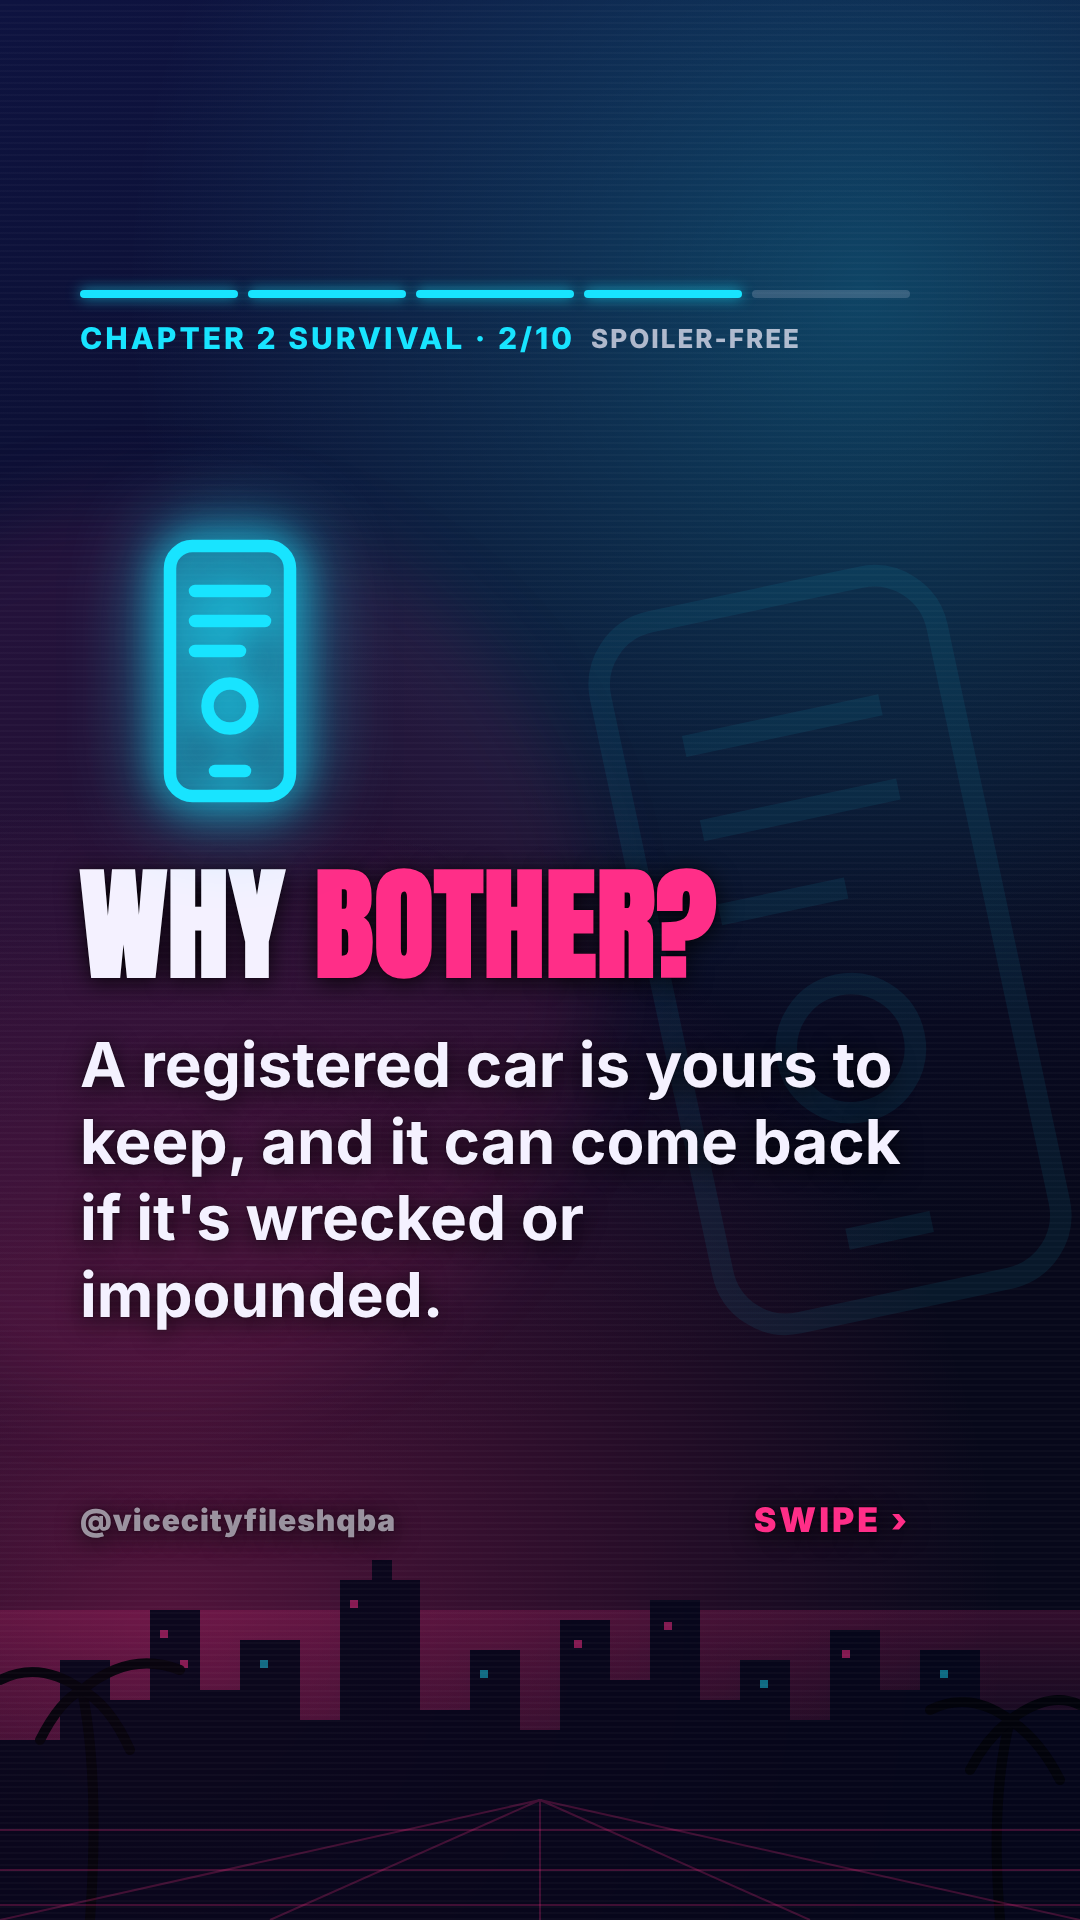 CHAPTER 2 SURVIVAL · 2/10 SPOILER-FREE
WHY BOTHER?
A registered car is yours to
keep, and it can come back
if it's wrecked or
impounded.
@vicecityfileshqba SWIPE ›